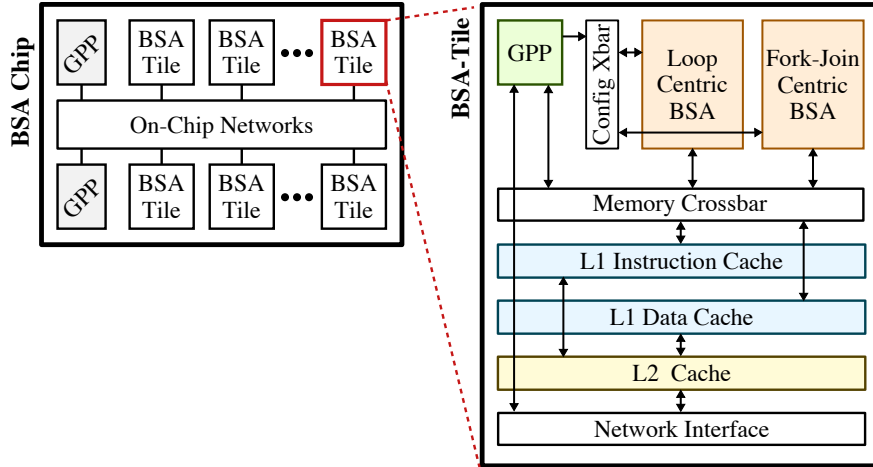 BSA Chip
GPP
BSA
Tile
BSA
Tile
BSA
Tile
On-Chip Networks
GPP
BSA
Tile
BSA
Tile
BSA
Tile
BSA-Tile
GPP
Config Xbar
Loop
Centric
BSA
Fork-Join
Centric
BSA
Memory Crossbar
L1 Instruction Cache
L1 Data Cache
L2 Cache
Network Interface